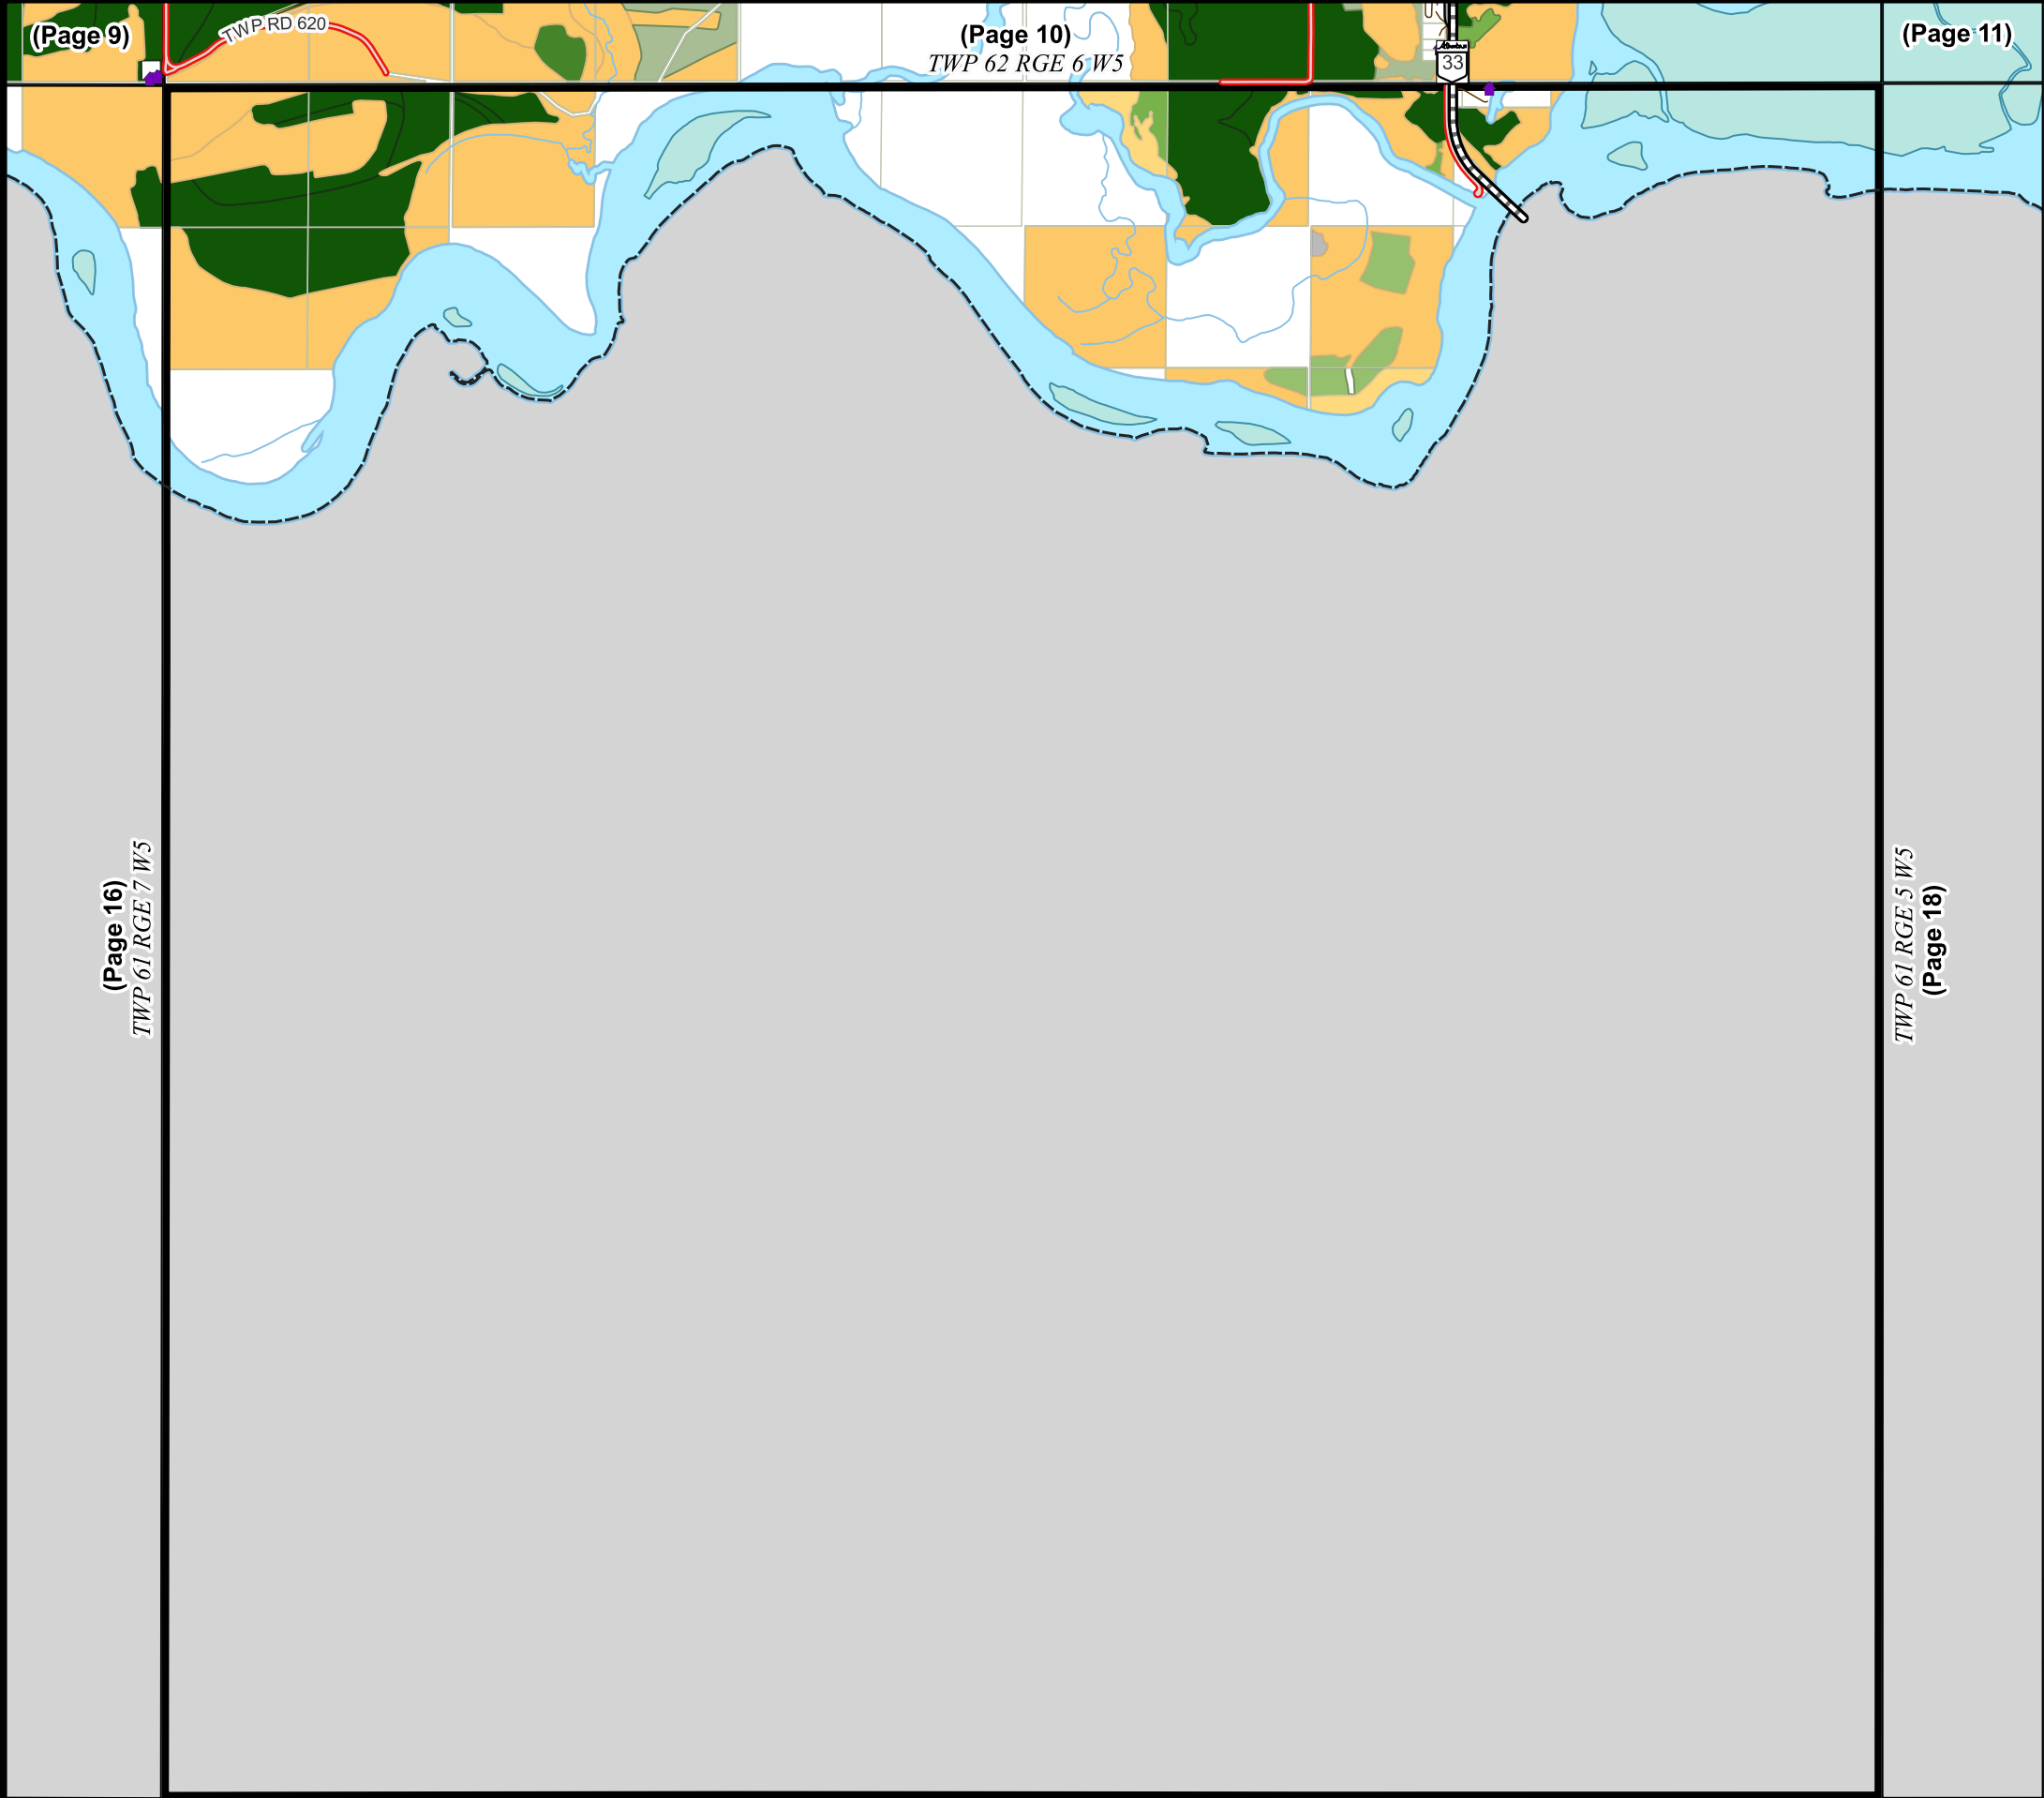 (Page 9)
TWP RD 620
(Page 10)
TWP 62 RGE 6 W5
Alberta
33
(Page 11)
(Page 16)
TWP 61 RGE 7 W5
TWP 61 RGE 5 W5
(Page 18)